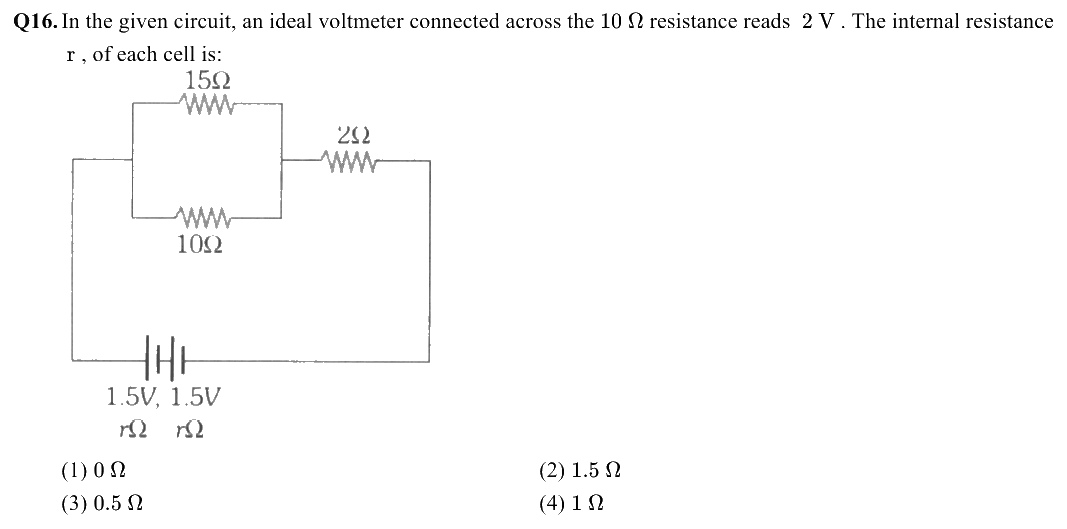 Q16. In the given circuit, an ideal voltmeter connected across the 10 Ω resistance reads 2 V . The internal resistance
r , of each cell is:
15Ω
2Ω
10Ω
1.5V, 1.5V
rΩ rΩ
(1) 0 Ω (2) 1.5 Ω
(3) 0.5 Ω (4) 1 Ω